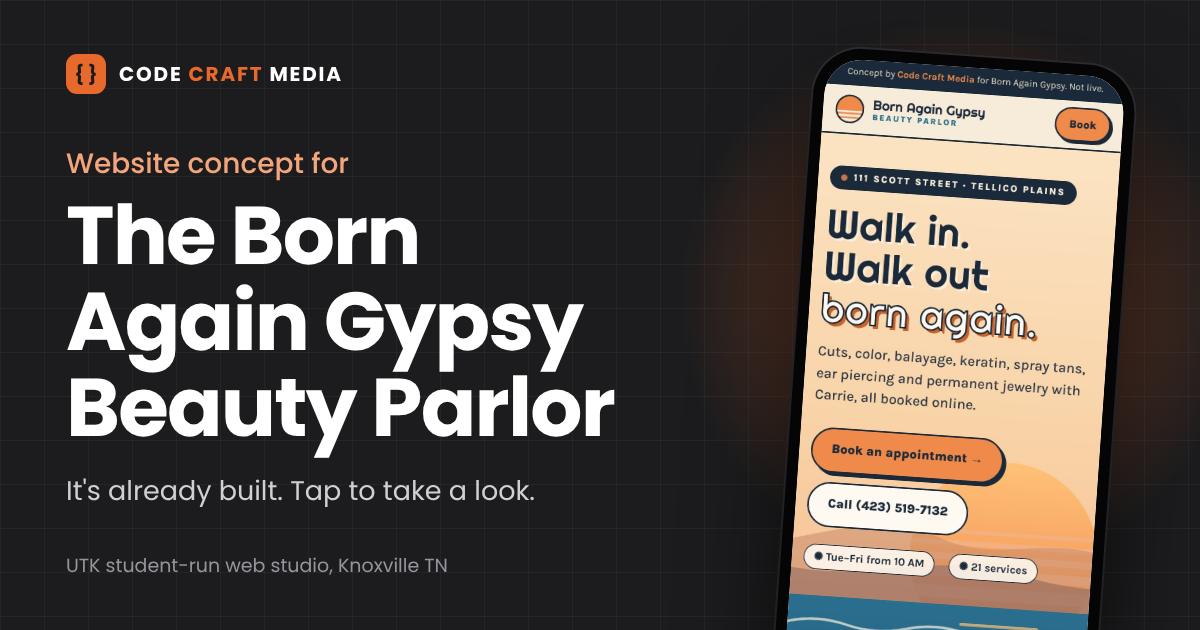 { } CODE CRAFT MEDIA
Website concept for
The Born
Again Gypsy
Beauty Parlor
It's already built. Tap to take a look.
UTK student-run web studio, Knoxville TN
Concept by Code Craft Media for Born Again Gypsy. Not live.
Born Again Gypsy
BEAUTY PARLOR
Book
111 SCOTT STREET · TELLICO PLAINS
Walk in.
Walk out
born again.
Cuts, color, balayage, keratin, spray tans,
ear piercing and permanent jewelry with
Carrie, all booked online.
Book an appointment →
Call (423) 519-7132
Tue–Fri from 10 AM
21 services